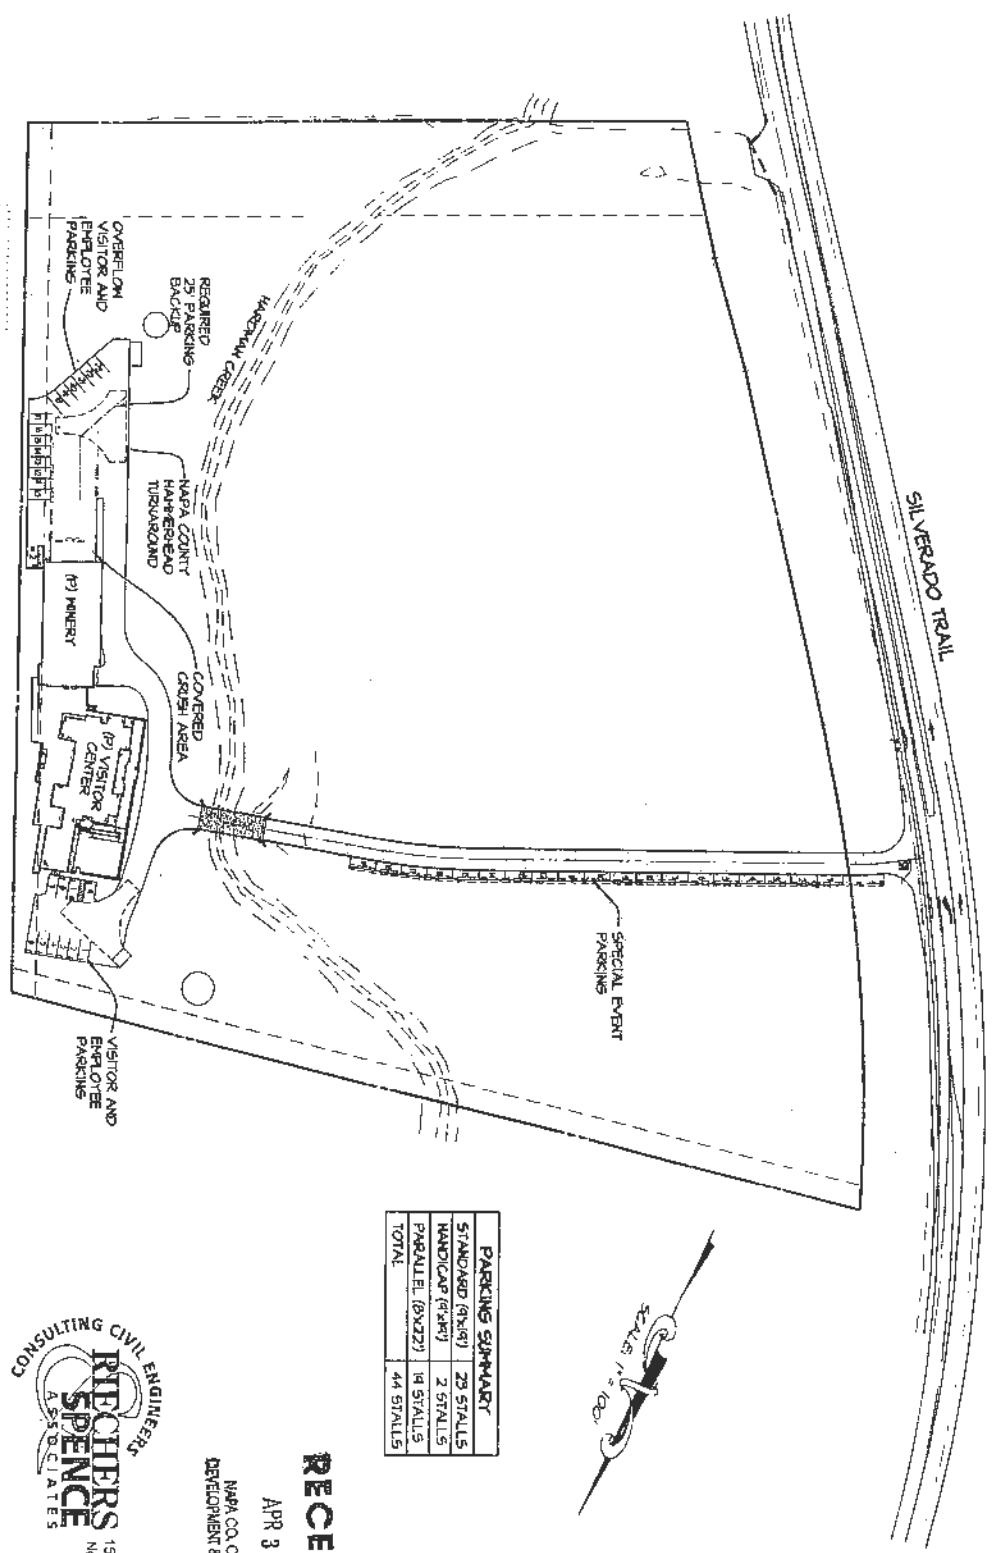 SILVERADO TRAIL
HARDMAN CREEK
OVERFLOW
VISITOR AND
EMPLOYEE
PARKING
REQUIRED
25' PARKING
BACKUP
NAPA COUNTY
HAMMERHEAD
TURNAROUND
COVERED
CRUSH AREA
(P) WINERY
(P) VISITOR
CENTER
SPECIAL EVENT
PARKING
VISITOR AND
EMPLOYEE
PARKING
PARKING SUMMARY
STANDARD (9'x19') 28 STALLS
HANDICAP (9'x19') 2 STALLS
PARALLEL (8'x22') 14 STALLS
TOTAL 44 STALLS
SCALE: 1" = 100'
RECE
APR 3
NAPA CO. C
DEVELOPMENT &
CONSULTING CIVIL ENGINEERS
RIECHERS
SPENCE
ASSOCIATES